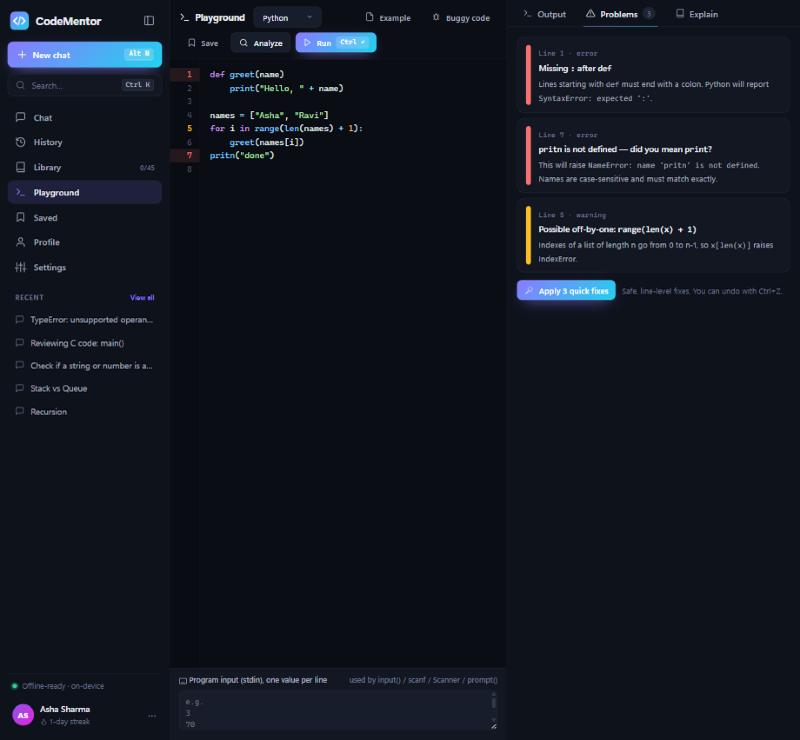 CodeMentor
New chat Alt N
Search... Ctrl K
Chat
History
Library 0/45
Playground
Saved
Profile
Settings
RECENT View all
TypeError: unsupported operan...
Reviewing C code: main()
Check if a string or number is a...
Stack vs Queue
Recursion
Offline-ready · on-device
AS Asha Sharma
1-day streak
Playground Python Example Buggy code
Save Analyze Run Ctrl ↵
1 def greet(name)
2 print("Hello, " + name)
3
4 names = ["Asha", "Ravi"]
5 for i in range(len(names) + 1):
6 greet(names[i])
7 pritn("done")
8
Program input (stdin), one value per line used by input() / scanf / Scanner / prompt()
e.g.
3
70
Output Problems 3 Explain
Line 1 · error
Missing : after def
Lines starting with def must end with a colon. Python will report
SyntaxError: expected ':'.
Line 7 · error
pritn is not defined — did you mean print?
This will raise NameError: name 'pritn' is not defined.
Names are case-sensitive and must match exactly.
Line 5 · warning
Possible off-by-one: range(len(x) + 1)
Indexes of a list of length n go from 0 to n-1, so x[len(x)] raises
IndexError.
Apply 3 quick fixes Safe, line-level fixes. You can undo with Ctrl+Z.